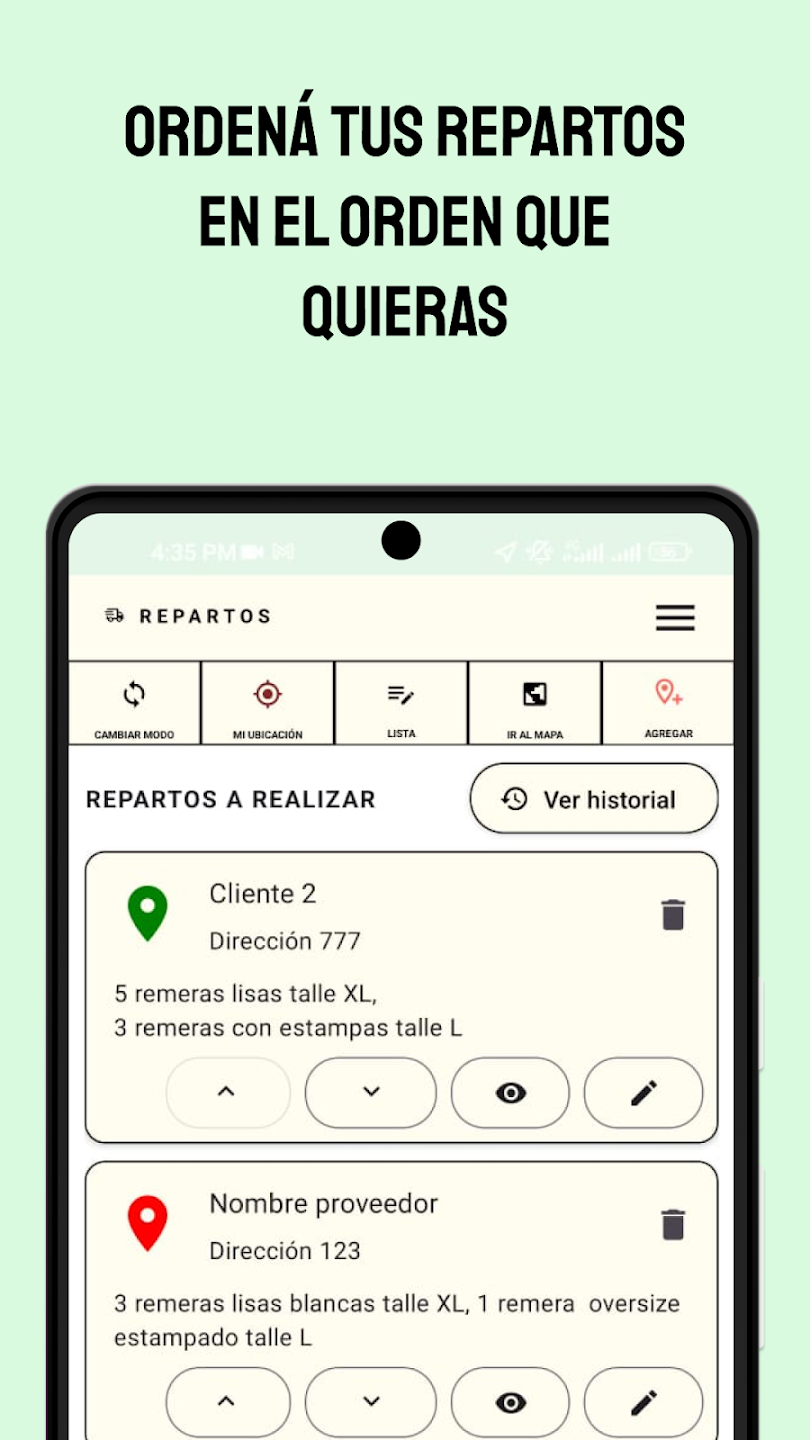 ORDENÁ TUS REPARTOS
EN EL ORDEN QUE
QUIERAS
4:35 PM
REPARTOS
CAMBIAR MODO
MI UBICACIÓN
LISTA
IR AL MAPA
AGREGAR
REPARTOS A REALIZAR
Ver historial
Cliente 2
Dirección 777
5 remeras lisas talle XL,
3 remeras con estampas talle L
Nombre proveedor
Dirección 123
3 remeras lisas blancas talle XL, 1 remera oversize
estampado talle L